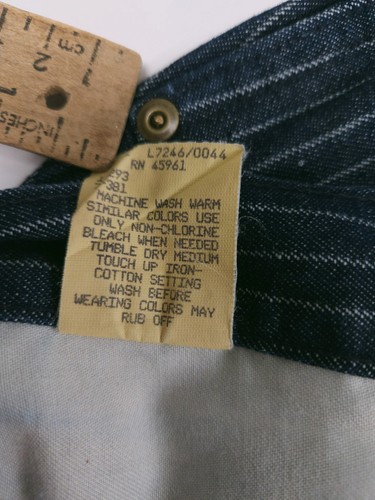 L7246/0044
RN 45961
293
381
MACHINE WASH WARM
SIMILAR COLORS USE
ONLY NON-CHLORINE
BLEACH WHEN NEEDED
TUMBLE DRY MEDIUM
TOUCH UP IRON-
COTTON SETTING
WASH BEFORE
WEARING COLORS MAY
RUB OFF
CM
2
1
INCHES